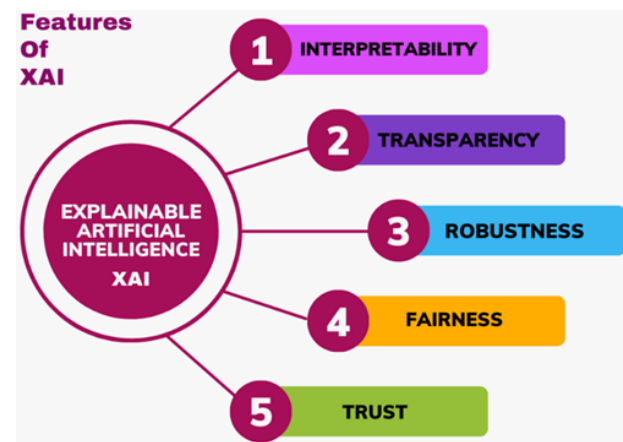 Features
Of
XAI
EXPLAINABLE
ARTIFICIAL
INTELLIGENCE
XAI
1 INTERPRETABILITY
2 TRANSPARENCY
3 ROBUSTNESS
4 FAIRNESS
5 TRUST